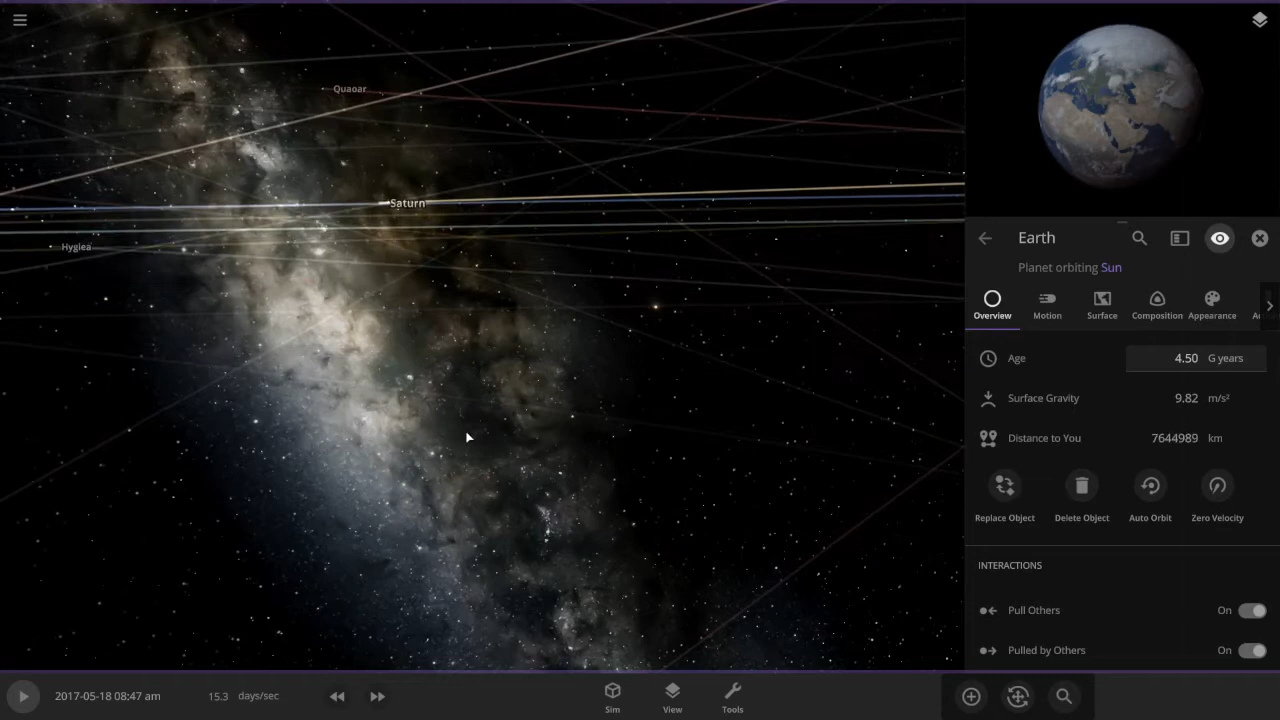 Quaoar
Saturn
Hygiea
Earth
Planet orbiting Sun
Overview Motion Surface Composition Appearance
Age 4.50 G years
Surface Gravity 9.82 m/s²
Distance to You 7644989 km
Replace Object Delete Object Auto Orbit Zero Velocity
INTERACTIONS
Pull Others On
Pulled by Others On
2017-05-18 08:47 am 15.3 days/sec Sim View Tools